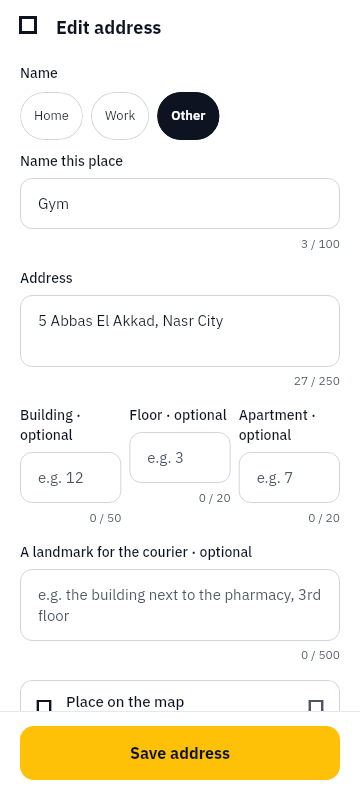 Edit address
Name
Home
Work
Other
Name this place
Gym
3 / 100
Address
5 Abbas El Akkad, Nasr City
27 / 250
Building · optional
e.g. 12
0 / 50
Floor · optional
e.g. 3
0 / 20
Apartment · optional
e.g. 7
0 / 20
A landmark for the courier · optional
e.g. the building next to the pharmacy, 3rd
floor
0 / 500
Place on the map
Save address